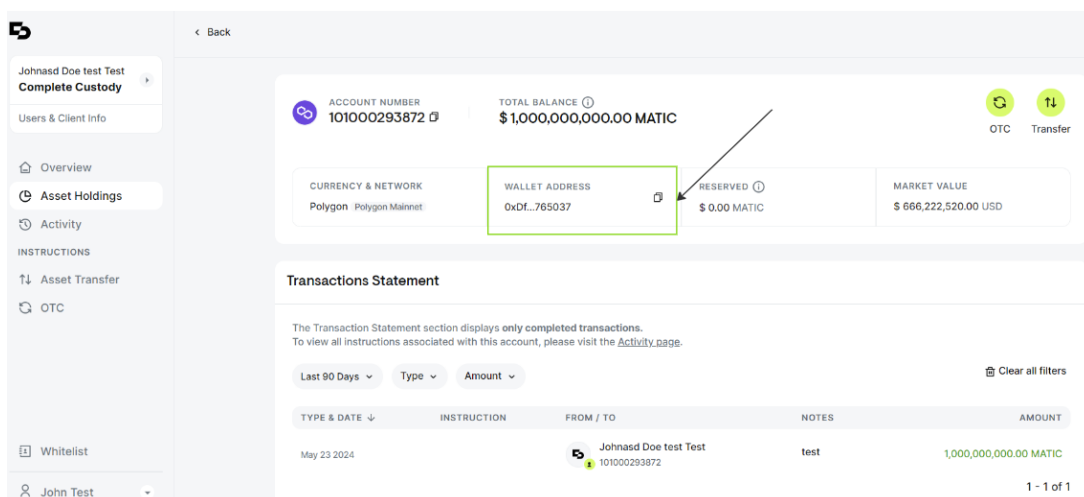 Back
Johnasd Doe test Test
Complete Custody
Users & Client Info
Overview
Asset Holdings
Activity
INSTRUCTIONS
Asset Transfer
OTC
Whitelist
John Test
ACCOUNT NUMBER
101000293872
TOTAL BALANCE
$ 1,000,000,000.00 MATIC
OTC
Transfer
CURRENCY & NETWORK
Polygon Polygon Mainnet
WALLET ADDRESS
0xDf...765037
RESERVED
$ 0.00 MATIC
MARKET VALUE
$ 666,222,520.00 USD
Transactions Statement
The Transaction Statement section displays only completed transactions.
To view all instructions associated with this account, please visit the Activity page.
Last 90 Days
Type
Amount
Clear all filters
TYPE & DATE INSTRUCTION FROM / TO NOTES AMOUNT
May 23 2024
Johnasd Doe test Test
101000293872
test
1,000,000,000.00 MATIC
1 - 1 of 1